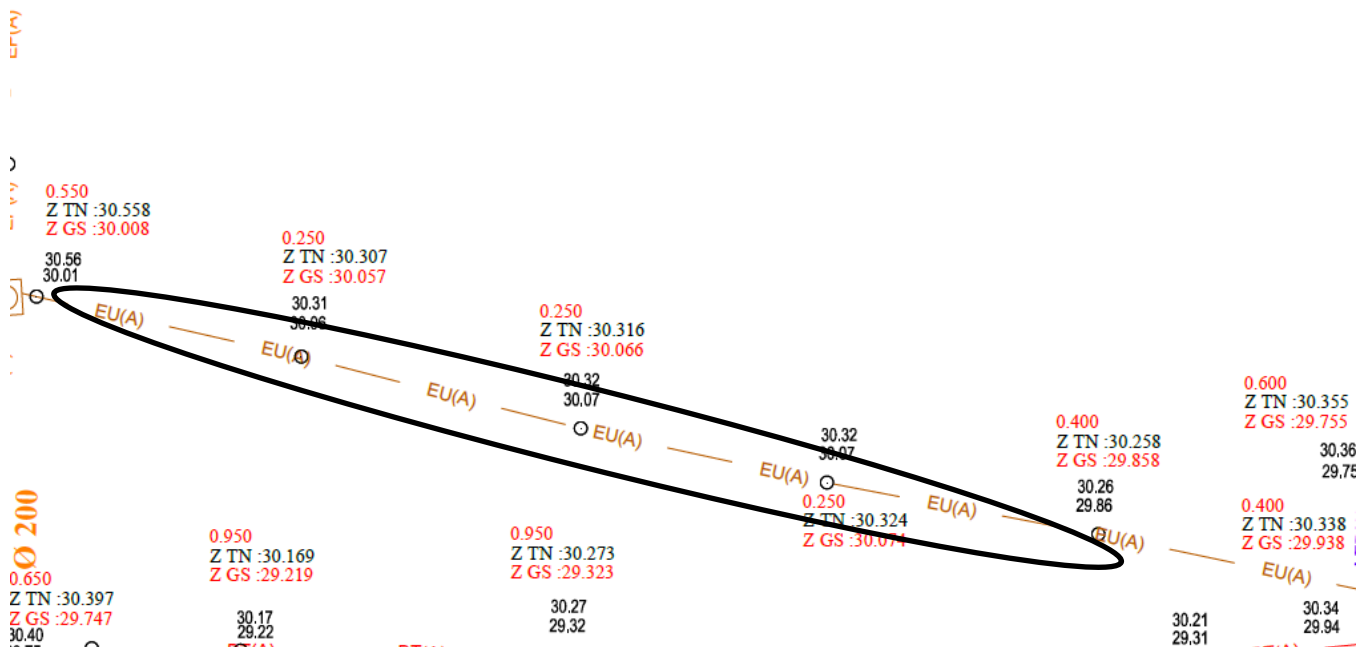 EP(A)
0.550
Z TN :30.558
Z GS :30.008
30.56
30.01
0.250
Z TN :30.307
Z GS :30.057
30.31
30.06
0.250
Z TN :30.316
Z GS :30.066
30.32
30.07
30.32
30.07
0.250
Z TN :30.324
Z GS :30.074
0.400
Z TN :30.258
Z GS :29.858
30.26
29.86
0.600
Z TN :30.355
Z GS :29.755
30.36
29.75
EU(A)
EU(A)
EU(A)
EU(A)
EU(A)
EU(A)
EU(A)
EU(A)
Ø 200
0.650
Z TN :30.397
Z GS :29.747
30.40
0.950
Z TN :30.169
Z GS :29.219
30.17
29.22
0.950
Z TN :30.273
Z GS :29.323
30.27
29.32
0.400
Z TN :30.338
Z GS :29.938
30.21
29.31
30.34
29.94